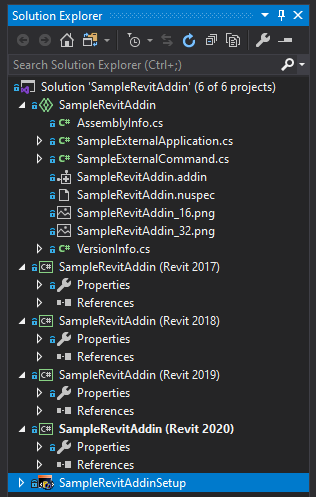 Solution Explorer
Search Solution Explorer (Ctrl+;)
Solution 'SampleRevitAddin' (6 of 6 projects)
SampleRevitAddin
C# AssemblyInfo.cs
C# SampleExternalApplication.cs
C# SampleExternalCommand.cs
SampleRevitAddin.addin
SampleRevitAddin.nuspec
SampleRevitAddin_16.png
SampleRevitAddin_32.png
C# VersionInfo.cs
C# SampleRevitAddin (Revit 2017)
Properties
References
C# SampleRevitAddin (Revit 2018)
Properties
References
C# SampleRevitAddin (Revit 2019)
Properties
References
C# SampleRevitAddin (Revit 2020)
Properties
References
SampleRevitAddinSetup